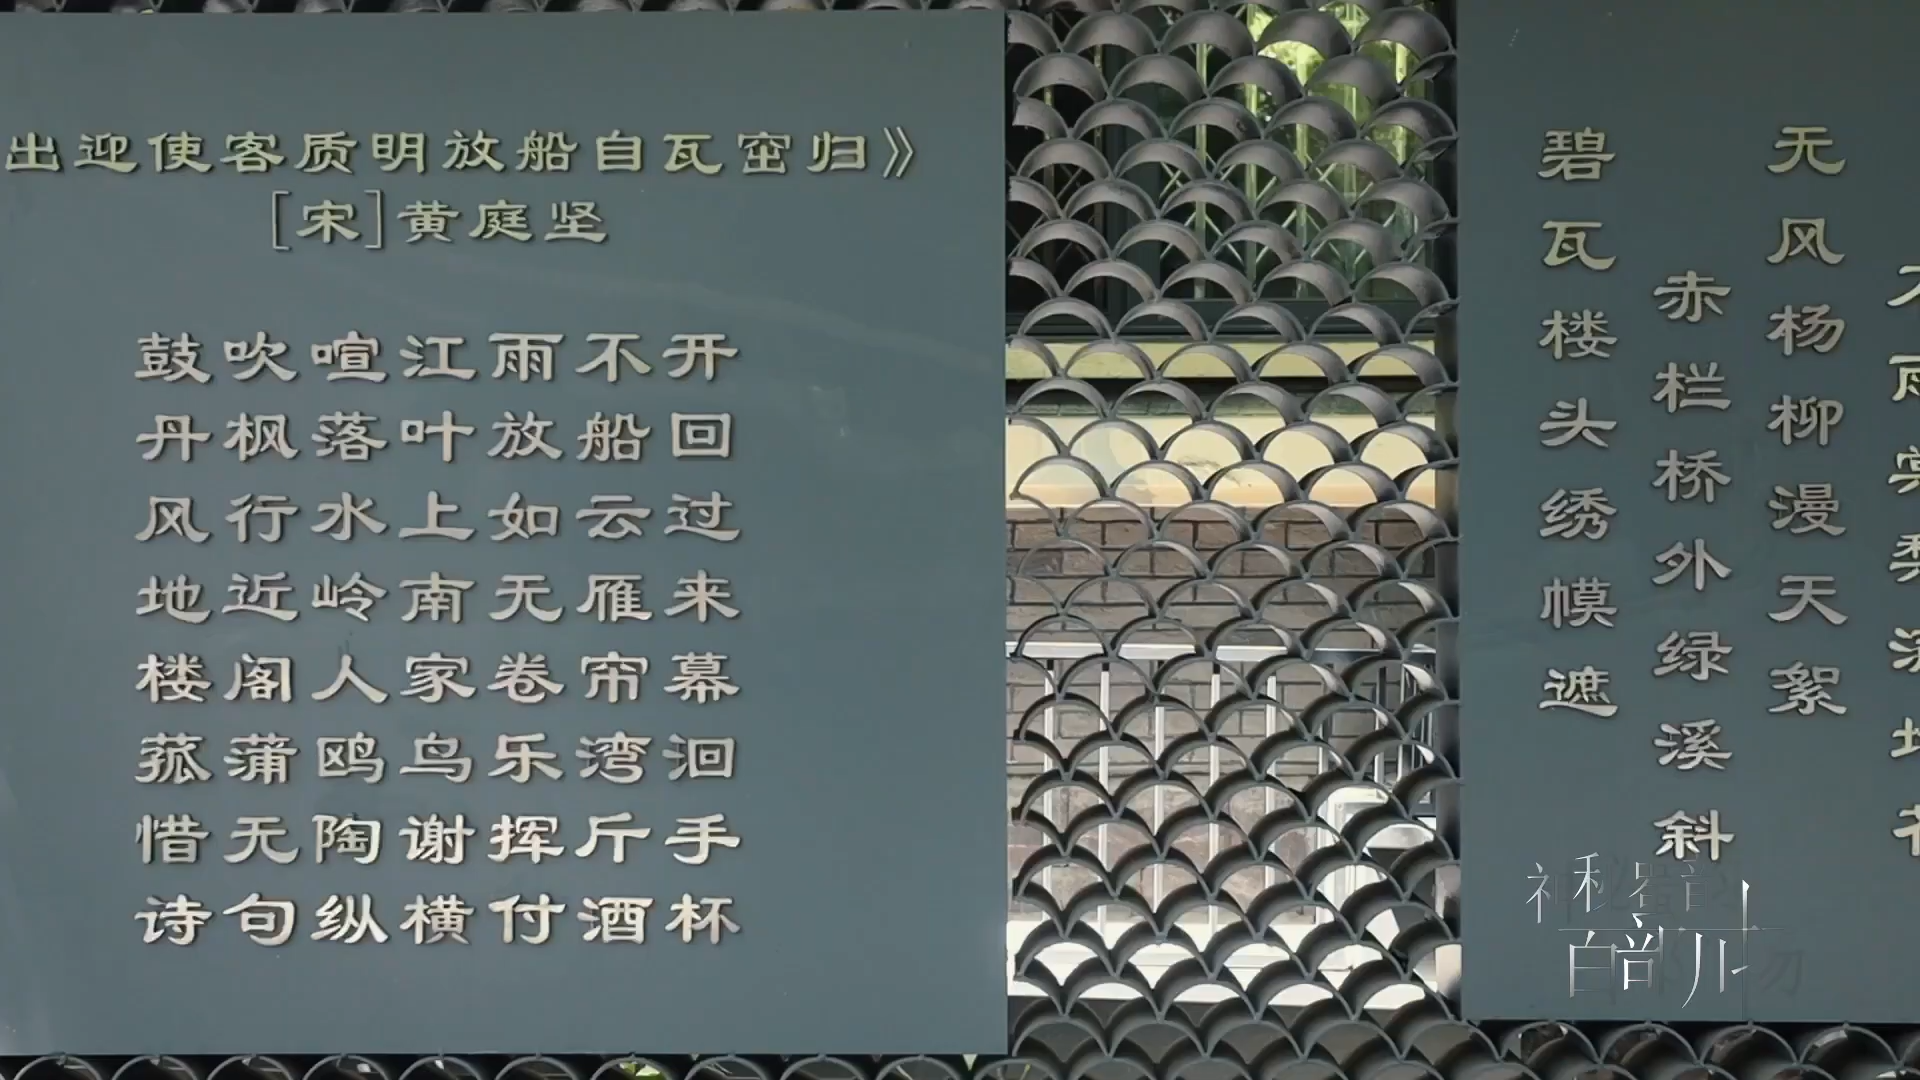 出迎使客质明放船自瓦窑归》
[宋]黄庭坚
鼓吹喧江雨不开
丹枫落叶放船回
风行水上如云过
地近岭南无雁来
楼阁人家卷帘幕
菰蒲鸥鸟乐湾洄
惜无陶谢挥斤手
诗句纵横付酒杯
无风杨柳漫天絮
赤栏桥外绿溪斜
碧瓦楼头绣幙遮